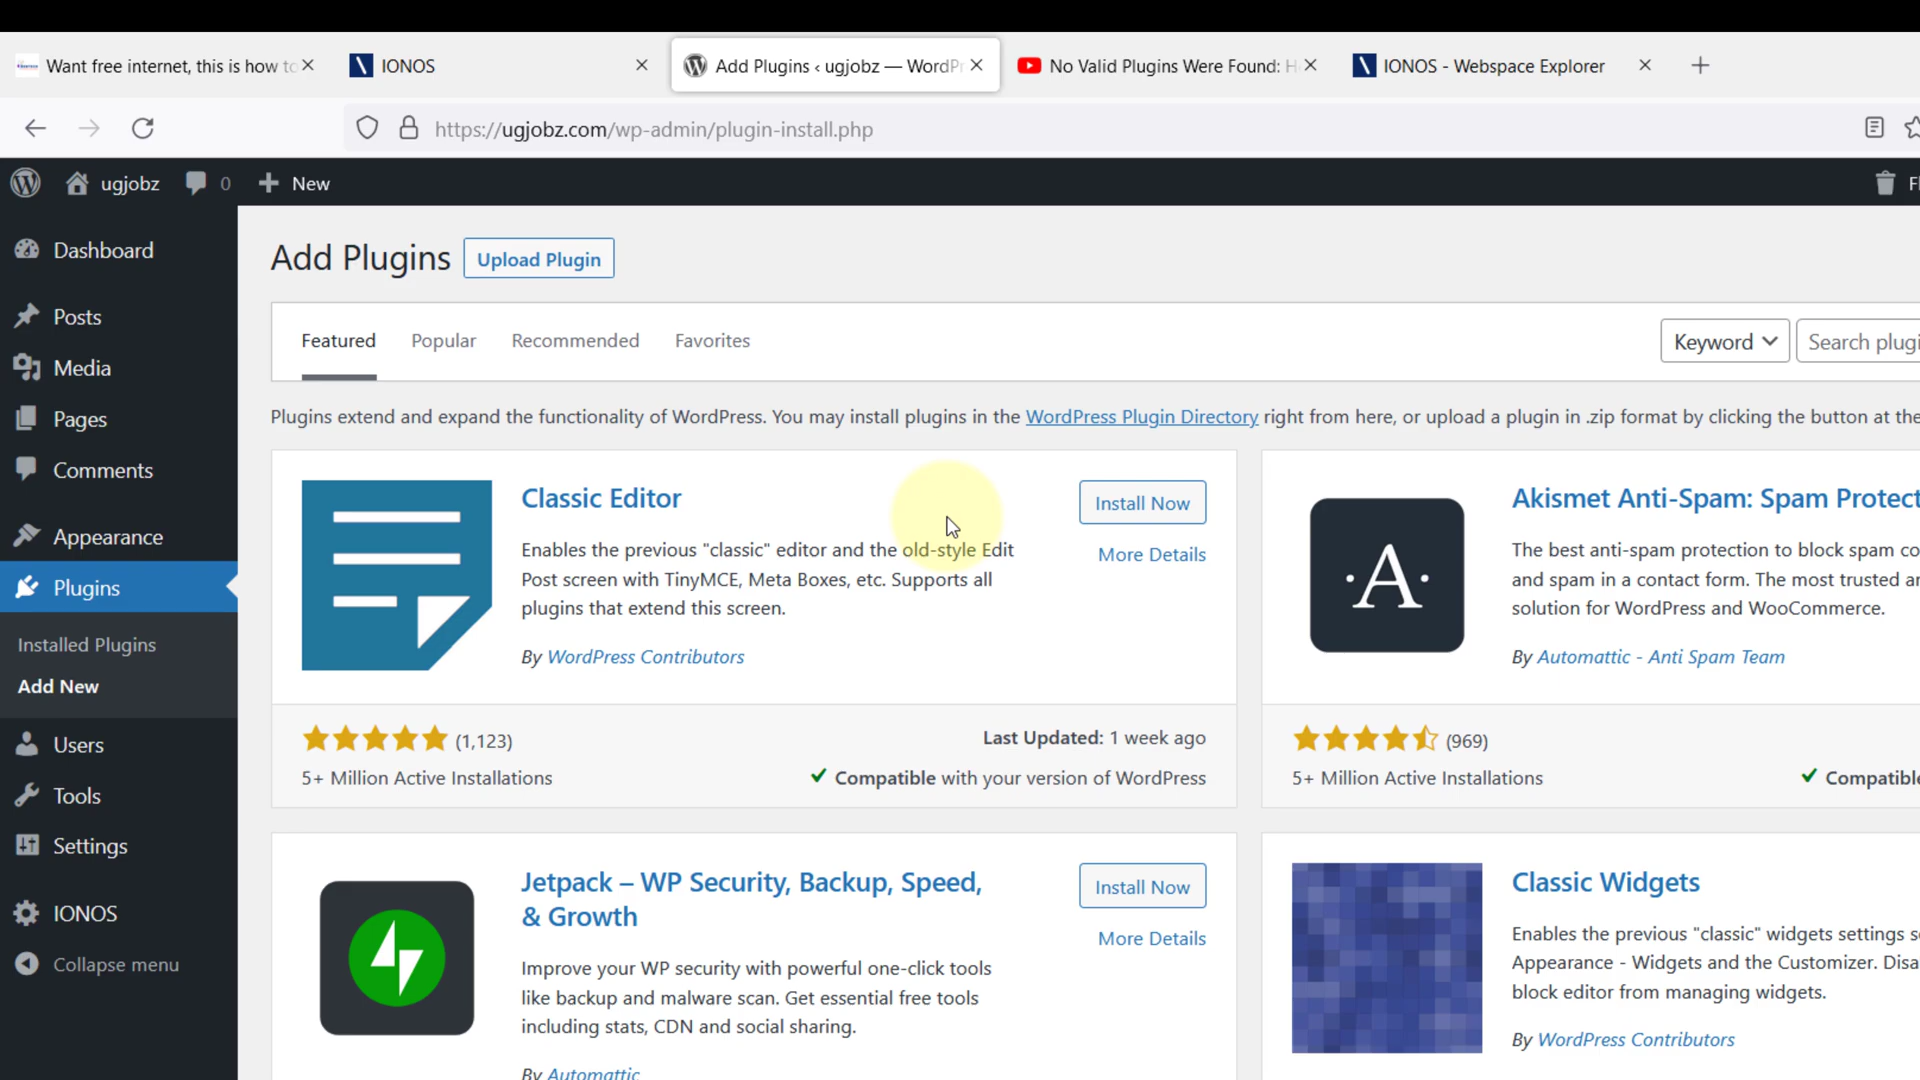 Want free internet, this is how to
IONOS
Add Plugins ‹ ugjobz — WordPr
No Valid Plugins Were Found: H
IONOS - Webspace Explorer
https://ugjobz.com/wp-admin/plugin-install.php
ugjobz
0
New
Dashboard
Posts
Media
Pages
Comments
Appearance
Plugins
Installed Plugins
Add New
Users
Tools
Settings
IONOS
Collapse menu
Add Plugins
Upload Plugin
Featured
Popular
Recommended
Favorites
Keyword
Search plugi
Plugins extend and expand the functionality of WordPress. You may install plugins in the WordPress Plugin Directory right from here, or upload a plugin in .zip format by clicking the button at the
Classic Editor
Install Now
More Details
Enables the previous "classic" editor and the old-style Edit
Post screen with TinyMCE, Meta Boxes, etc. Supports all
plugins that extend this screen.
By WordPress Contributors
(1,123)
5+ Million Active Installations
Last Updated: 1 week ago
Compatible with your version of WordPress
·A·
Akismet Anti-Spam: Spam Protect
The best anti-spam protection to block spam co
and spam in a contact form. The most trusted a
solution for WordPress and WooCommerce.
By Automattic - Anti Spam Team
(969)
5+ Million Active Installations
Compatible
Jetpack – WP Security, Backup, Speed,
& Growth
Install Now
More Details
Improve your WP security with powerful one-click tools
like backup and malware scan. Get essential free tools
including stats, CDN and social sharing.
By Automattic
Classic Widgets
Enables the previous "classic" widgets settings s
Appearance - Widgets and the Customizer. Disa
block editor from managing widgets.
By WordPress Contributors